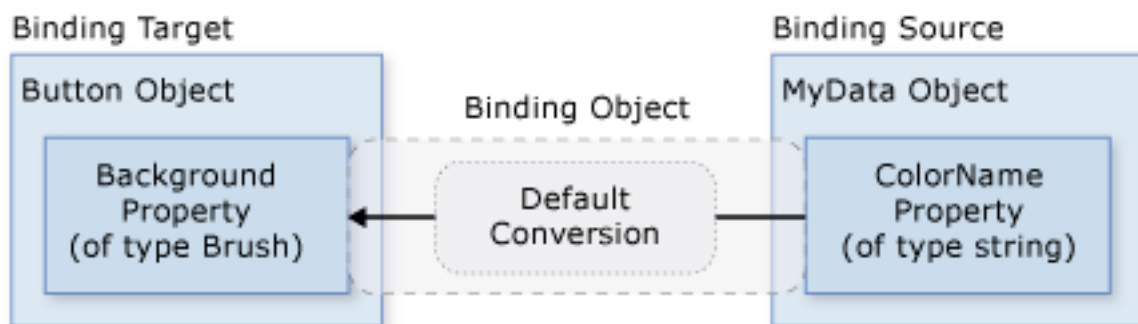 Binding Target
Button Object
Background
Property
(of type Brush)
Binding Object
Default
Conversion
Binding Source
MyData Object
ColorName
Property
(of type string)